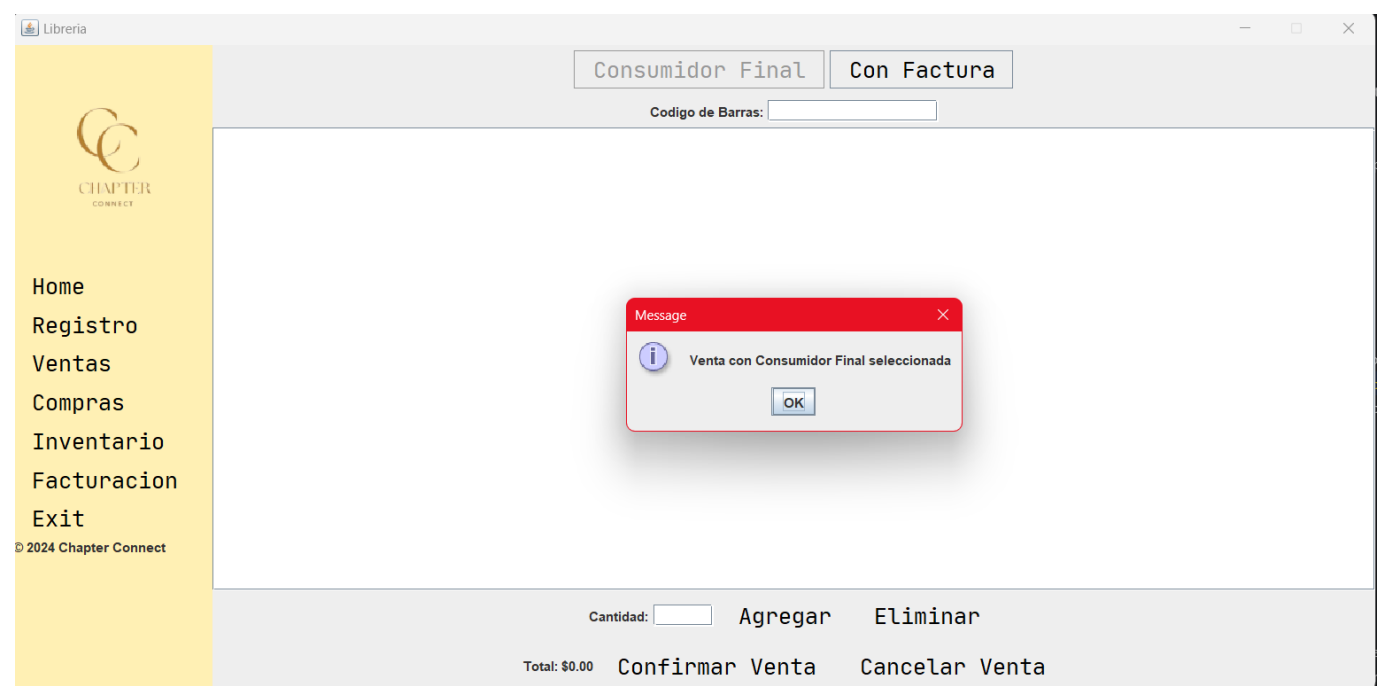 Libreria
Consumidor Final Con Factura
Codigo de Barras:
CC
CHAPTER
CONNECT
Home
Registro
Ventas
Compras
Inventario
Facturacion
Exit
© 2024 Chapter Connect
Message
i
Venta con Consumidor Final seleccionada
OK
Cantidad: Agregar Eliminar
Total: $0.00 Confirmar Venta Cancelar Venta